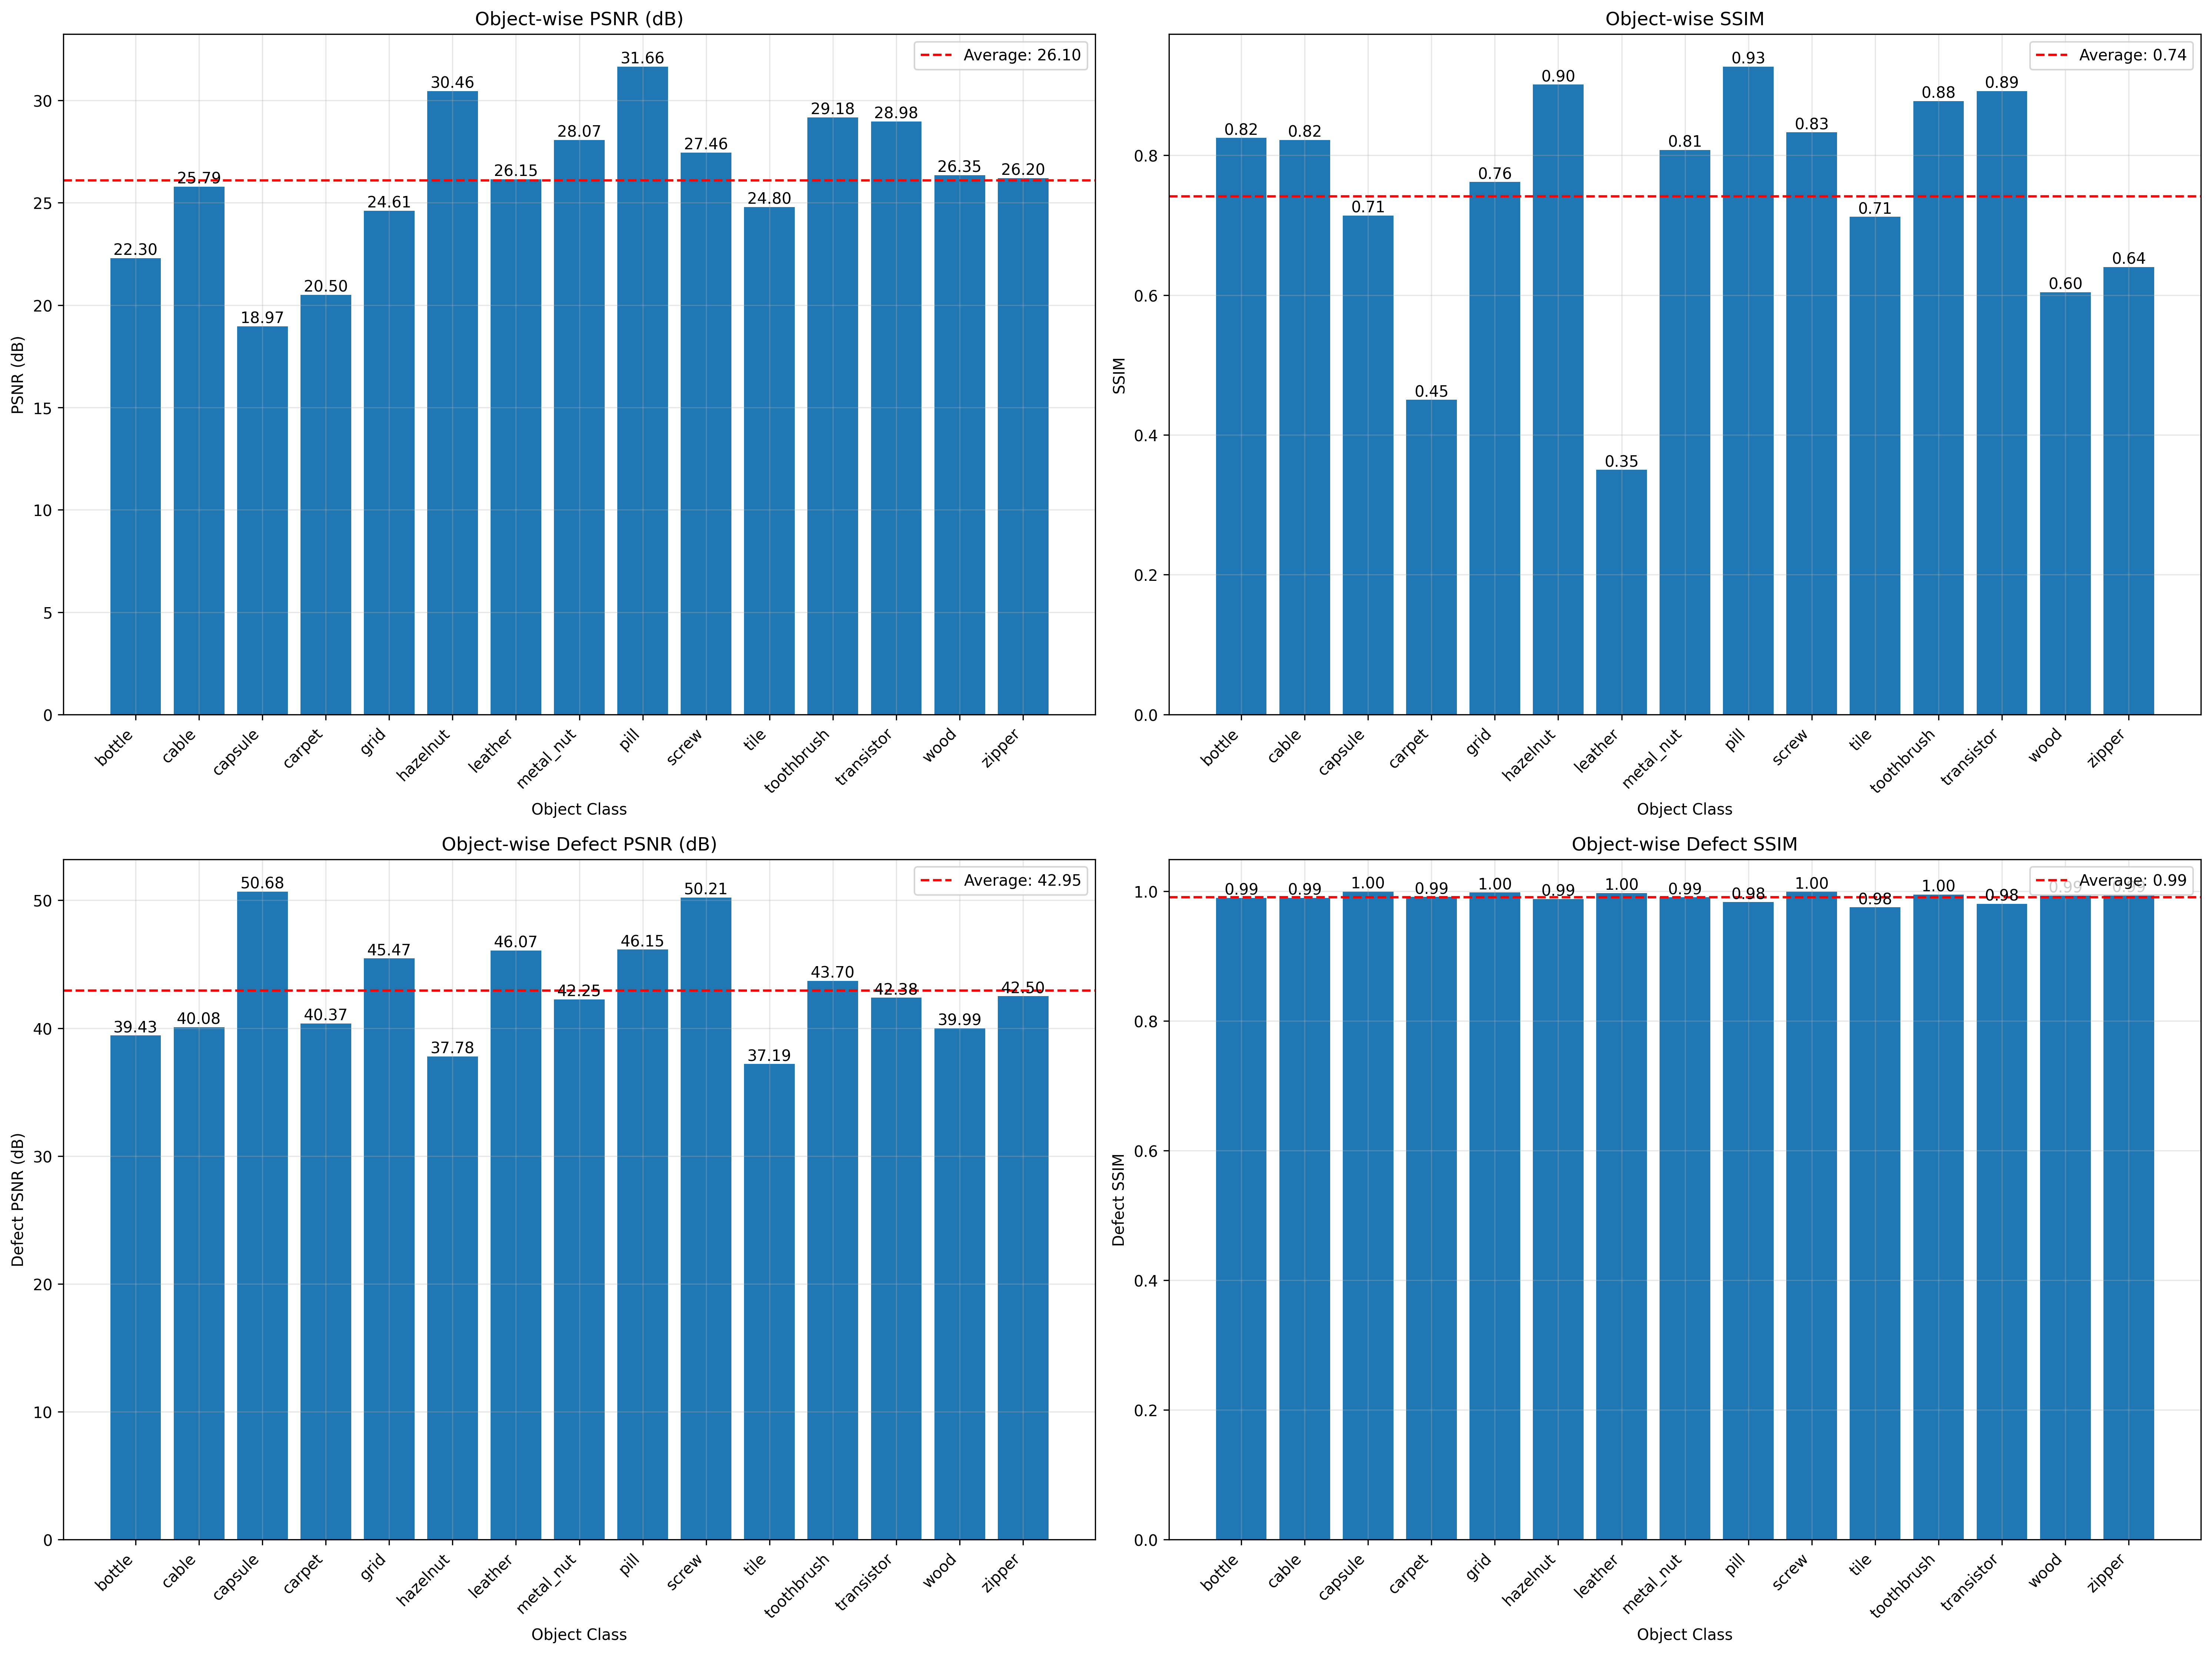 Object-wise PSNR (dB)
Average: 26.10
PSNR (dB)
30
25
20
15
10
5
0
22.30
25.79
18.97
20.50
24.61
30.46
26.15
28.07
31.66
27.46
24.80
29.18
28.98
26.35
26.20
bottle
cable
capsule
carpet
grid
hazelnut
leather
metal_nut
pill
screw
tile
toothbrush
transistor
wood
zipper
Object Class
Object-wise SSIM
Average: 0.74
SSIM
0.8
0.6
0.4
0.2
0.0
0.82
0.82
0.71
0.45
0.76
0.90
0.35
0.81
0.93
0.83
0.71
0.88
0.89
0.60
0.64
bottle
cable
capsule
carpet
grid
hazelnut
leather
metal_nut
pill
screw
tile
toothbrush
transistor
wood
zipper
Object Class
Object-wise Defect PSNR (dB)
Average: 42.95
Defect PSNR (dB)
50
40
30
20
10
0
39.43
40.08
50.68
40.37
45.47
37.78
46.07
42.25
46.15
50.21
37.19
43.70
42.38
39.99
42.50
bottle
cable
capsule
carpet
grid
hazelnut
leather
metal_nut
pill
screw
tile
toothbrush
transistor
wood
zipper
Object Class
Object-wise Defect SSIM
Average: 0.99
Defect SSIM
1.0
0.8
0.6
0.4
0.2
0.0
0.99
0.99
1.00
0.99
1.00
0.99
1.00
0.99
0.98
1.00
0.98
1.00
0.98
0.99
bottle
cable
capsule
carpet
grid
hazelnut
leather
metal_nut
pill
screw
tile
toothbrush
transistor
wood
zipper
Object Class